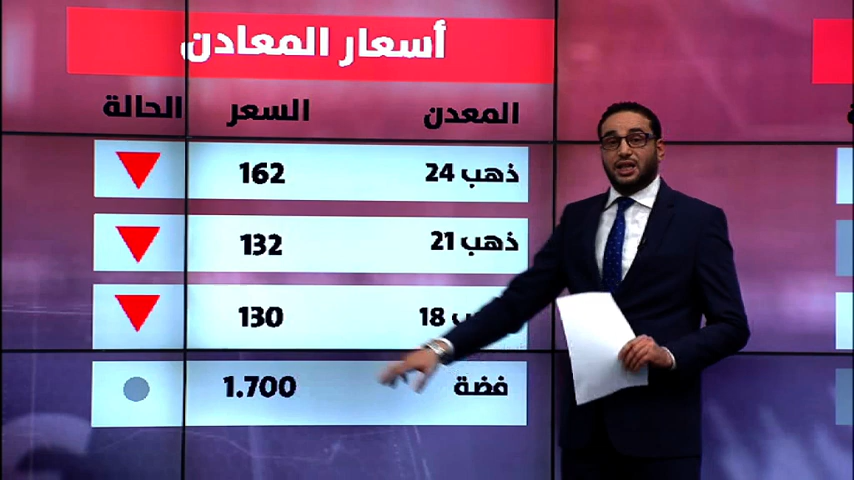 أسعار المعادن
المعدن السعر الحالة
ذهب 24 162
ذهب 21 132
18 130
فضة 1.700